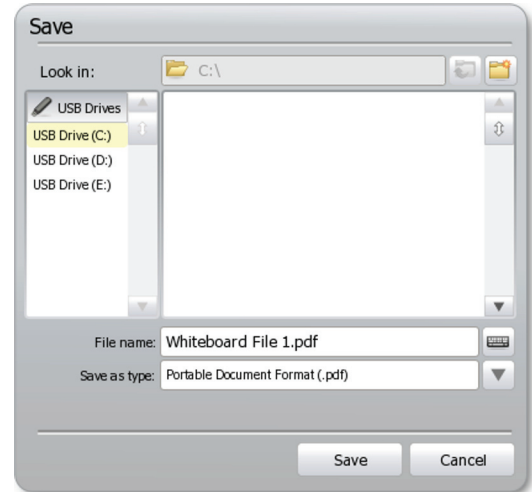 Save
Look in: C:\
USB Drives
USB Drive (C:)
USB Drive (D:)
USB Drive (E:)
File name: Whiteboard File 1.pdf
Save as type: Portable Document Format (.pdf)
Save Cancel